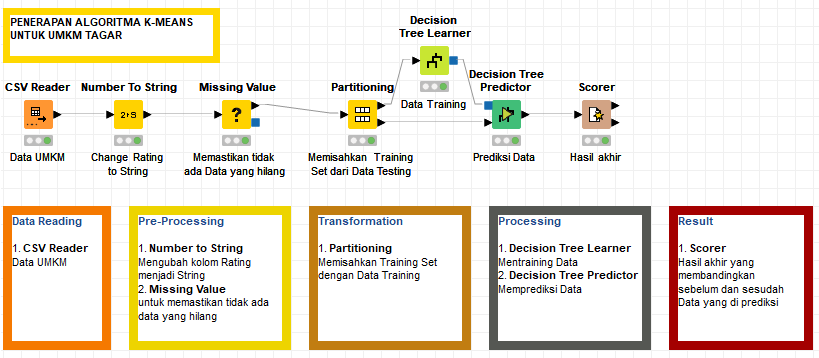 PENERAPAN ALGORITMA K-MEANS
UNTUK UMKM TAGAR
Decision
Tree Learner
Data Training
CSV Reader
Data UMKM
Number To String
2▸S
Change Rating
to String
Missing Value
?
Memastikan tidak
ada Data yang hilang
Partitioning
Memisahkan Training
Set dari Data Testing
Decision Tree
Predictor
Prediksi Data
Scorer
Hasil akhir
Data Reading
1. CSV Reader
Data UMKM
Pre-Processing
1. Number to String
Mengubah kolom Rating
menjadi String
2. Missing Value
untuk memastikan tidak ada
data yang hilang
Transformation
1. Partitioning
Memisahkan Training Set
dengan Data Training
Processing
1. Decision Tree Learner
Mentraining Data
2. Decision Tree Predictor
Memprediksi Data
Result
1. Scorer
Hasil akhir yang
membandingkan
sebelum dan sesudah
Data yang di prediksi